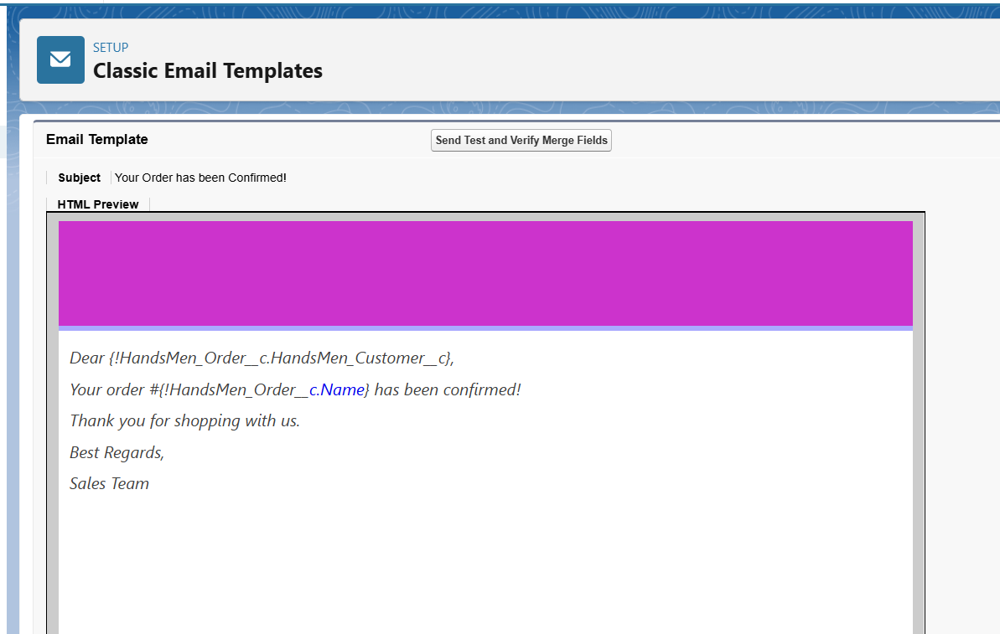 SETUP
Classic Email Templates
Email Template
Send Test and Verify Merge Fields
Subject Your Order has been Confirmed!
HTML Preview
Dear {!HandsMen_Order__c.HandsMen_Customer__c},
Your order #{!HandsMen_Order__c.Name} has been confirmed!
Thank you for shopping with us.
Best Regards,
Sales Team